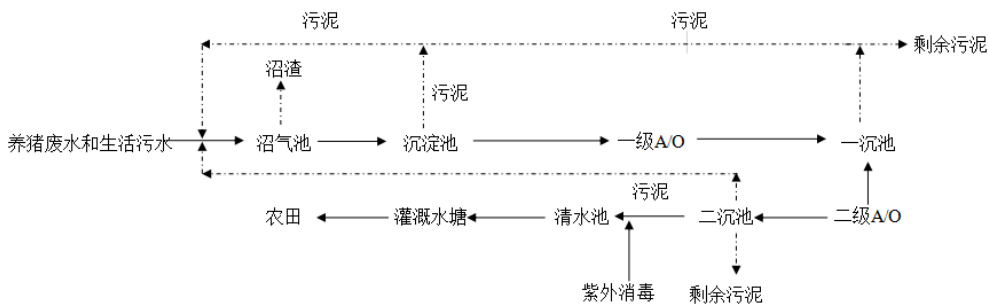 污泥
污泥
剩余污泥
沼渣
污泥
养猪废水和生活污水
沼气池
沉淀池
一级A/O
一沉池
污泥
农田
灌溉水塘
清水池
二沉池
二级A/O
紫外消毒
剩余污泥